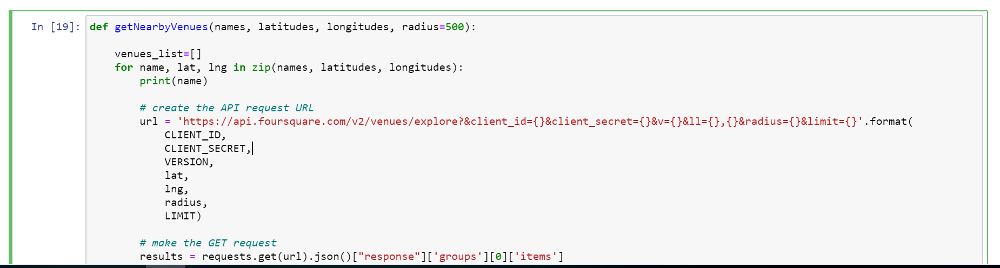 In [19]: def getNearbyVenues(names, latitudes, longitudes, radius=500):
venues_list=[]
for name, lat, lng in zip(names, latitudes, longitudes):
print(name)
# create the API request URL
url = 'https://api.foursquare.com/v2/venues/explore?&client_id={}&client_secret={}&v={}&ll={},{}&radius={}&limit={}'.format(
CLIENT_ID,
CLIENT_SECRET,
VERSION,
lat,
lng,
radius,
LIMIT)
# make the GET request
results = requests.get(url).json()["response"]['groups'][0]['items']